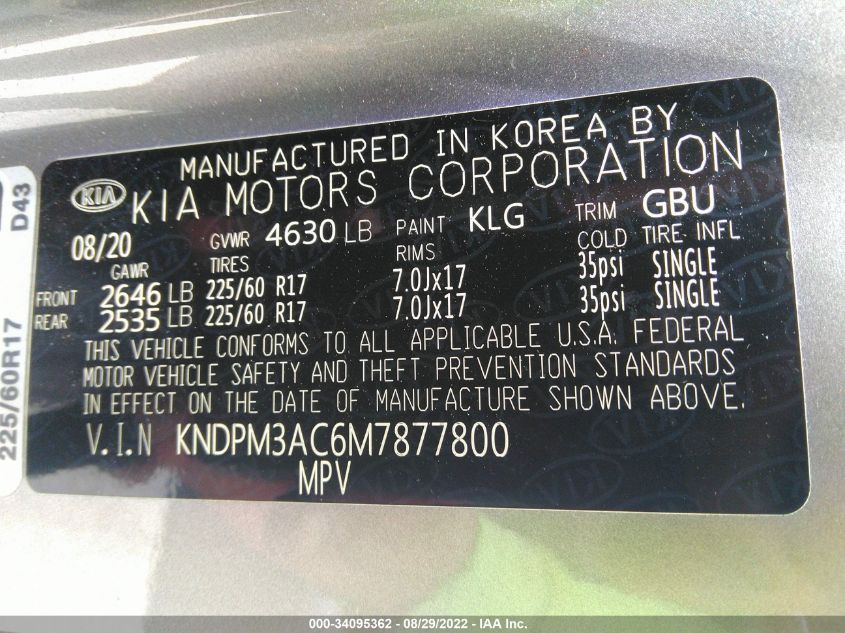 MANUFACTURED IN KOREA BY
KIA KIA MOTORS CORPORATION
08/20 GVWR 4630 LB PAINT KLG TRIM GBU
GAWR TIRES RIMS COLD TIRE INFL
FRONT 2646 LB 225/60 R17 7.0Jx17 35psi SINGLE
REAR 2535 LB 225/60 R17 7.0Jx17 35psi SINGLE
THIS VEHICLE CONFORMS TO ALL APPLICABLE U.S.A. FEDERAL
MOTOR VEHICLE SAFETY AND THEFT PREVENTION STANDARDS
IN EFFECT ON THE DATE OF MANUFACTURE SHOWN ABOVE.
V.I.N KNDPM3AC6M7877800
MPV
D43
225/60R17
000-34095362 - 08/29/2022 - IAA Inc.